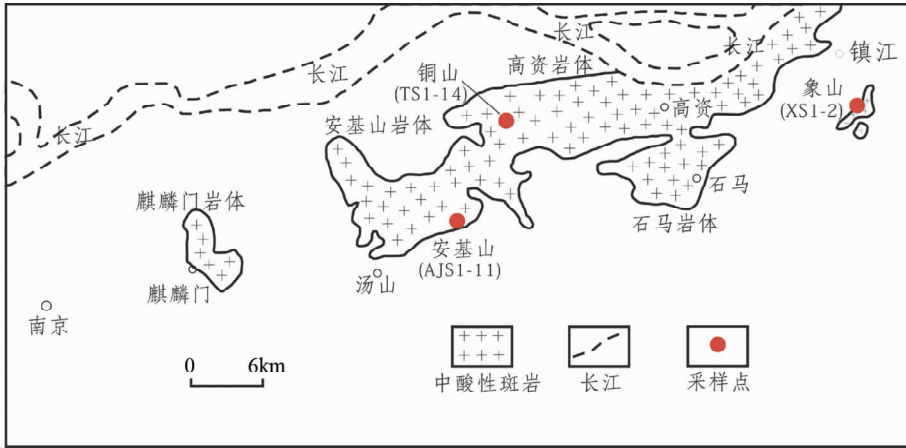 长江
高资岩体
长江
镇江
铜山
(TS1-14)
长江
象山
(XS1-2)
高资
安基山岩体
长江
石马
麒麟门岩体
石马岩体
安基山
(AJS1-11)
汤山
麒麟门
南京
0 6km
中酸性斑岩
长江
采样点